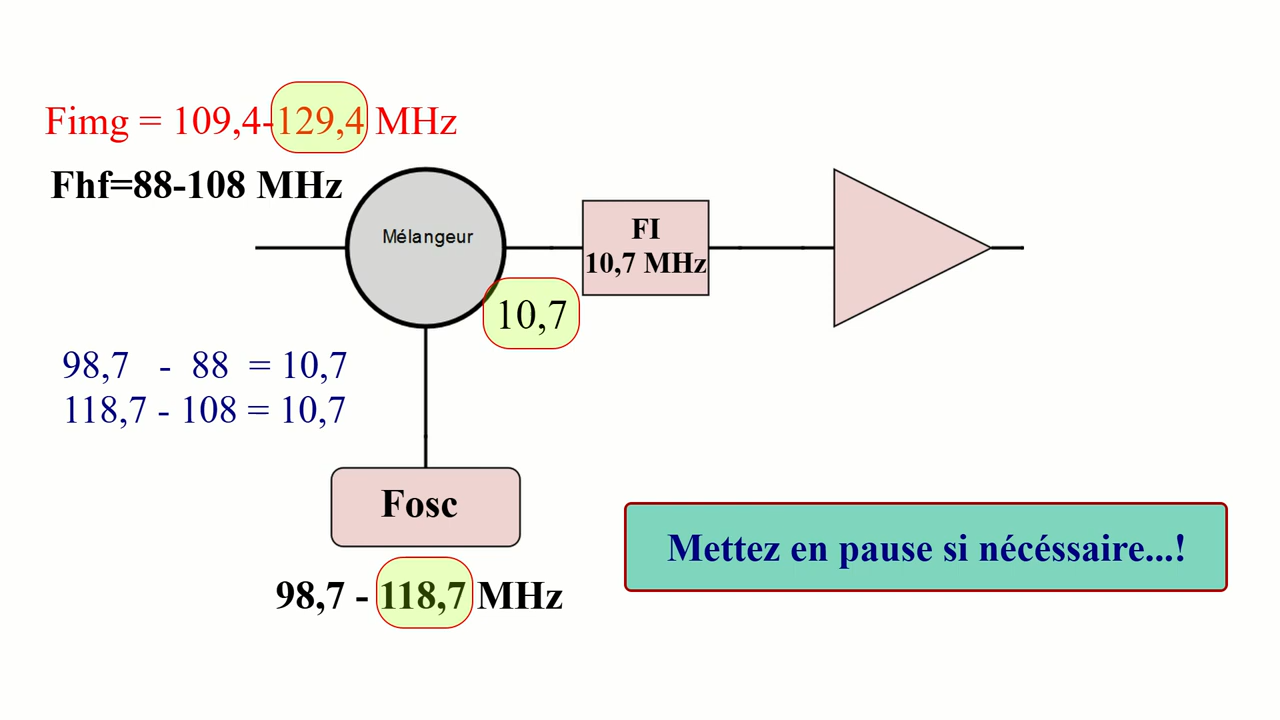 Fimg = 109,4-129,4 MHz
Fhf=88-108 MHz
Mélangeur
FI
10,7 MHz
10,7
98,7 - 88 = 10,7
118,7 - 108 = 10,7
Fosc
98,7 - 118,7 MHz
Mettez en pause si nécéssaire...!